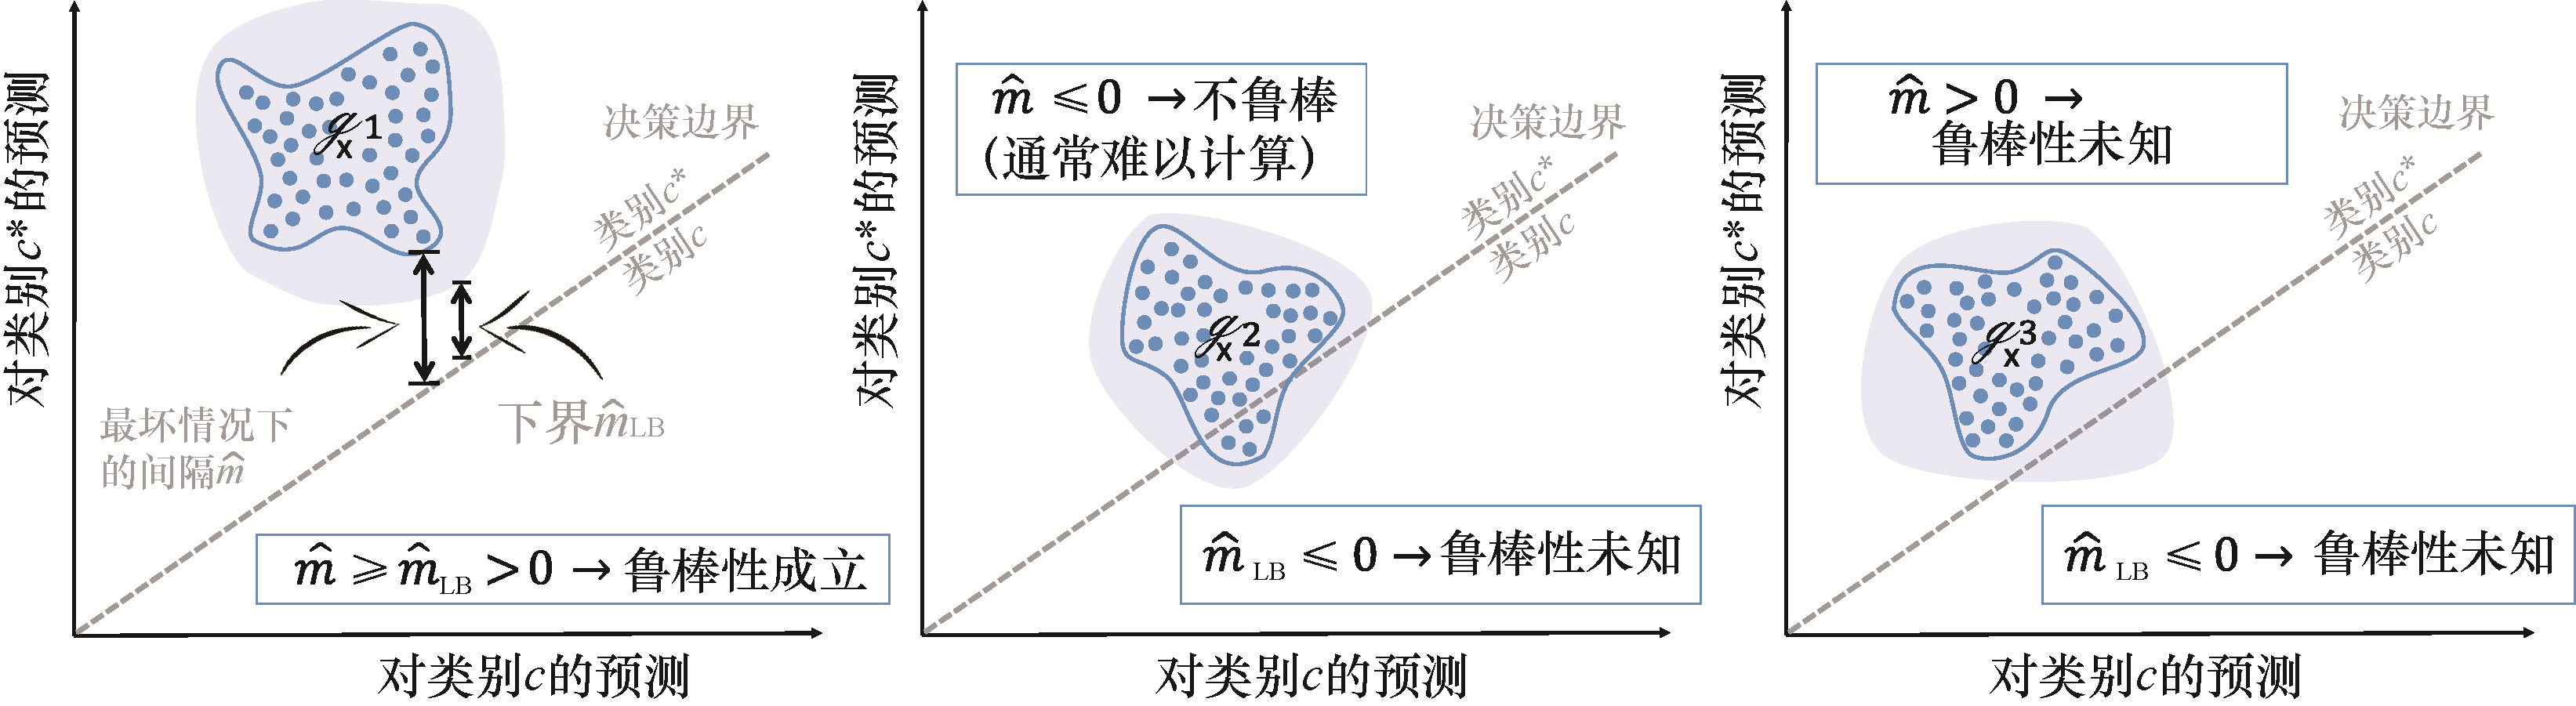 对类别c*的预测
g 1
x
决策边界
类别c*
类别c
最坏情况下
的间隔m̂
下界m̂LB
m̂ ⩾ m̂LB > 0 → 鲁棒性成立
对类别c的预测
对类别c*的预测
m̂ ⩽ 0 → 不鲁棒
(通常难以计算)
决策边界
类别c*
类别c
g 2
x
m̂ LB ⩽ 0 → 鲁棒性未知
对类别c的预测
对类别c*的预测
m̂ > 0 →
鲁棒性未知
决策边界
类别c*
类别c
g 3
x
m̂ LB ⩽ 0 → 鲁棒性未知
对类别c的预测